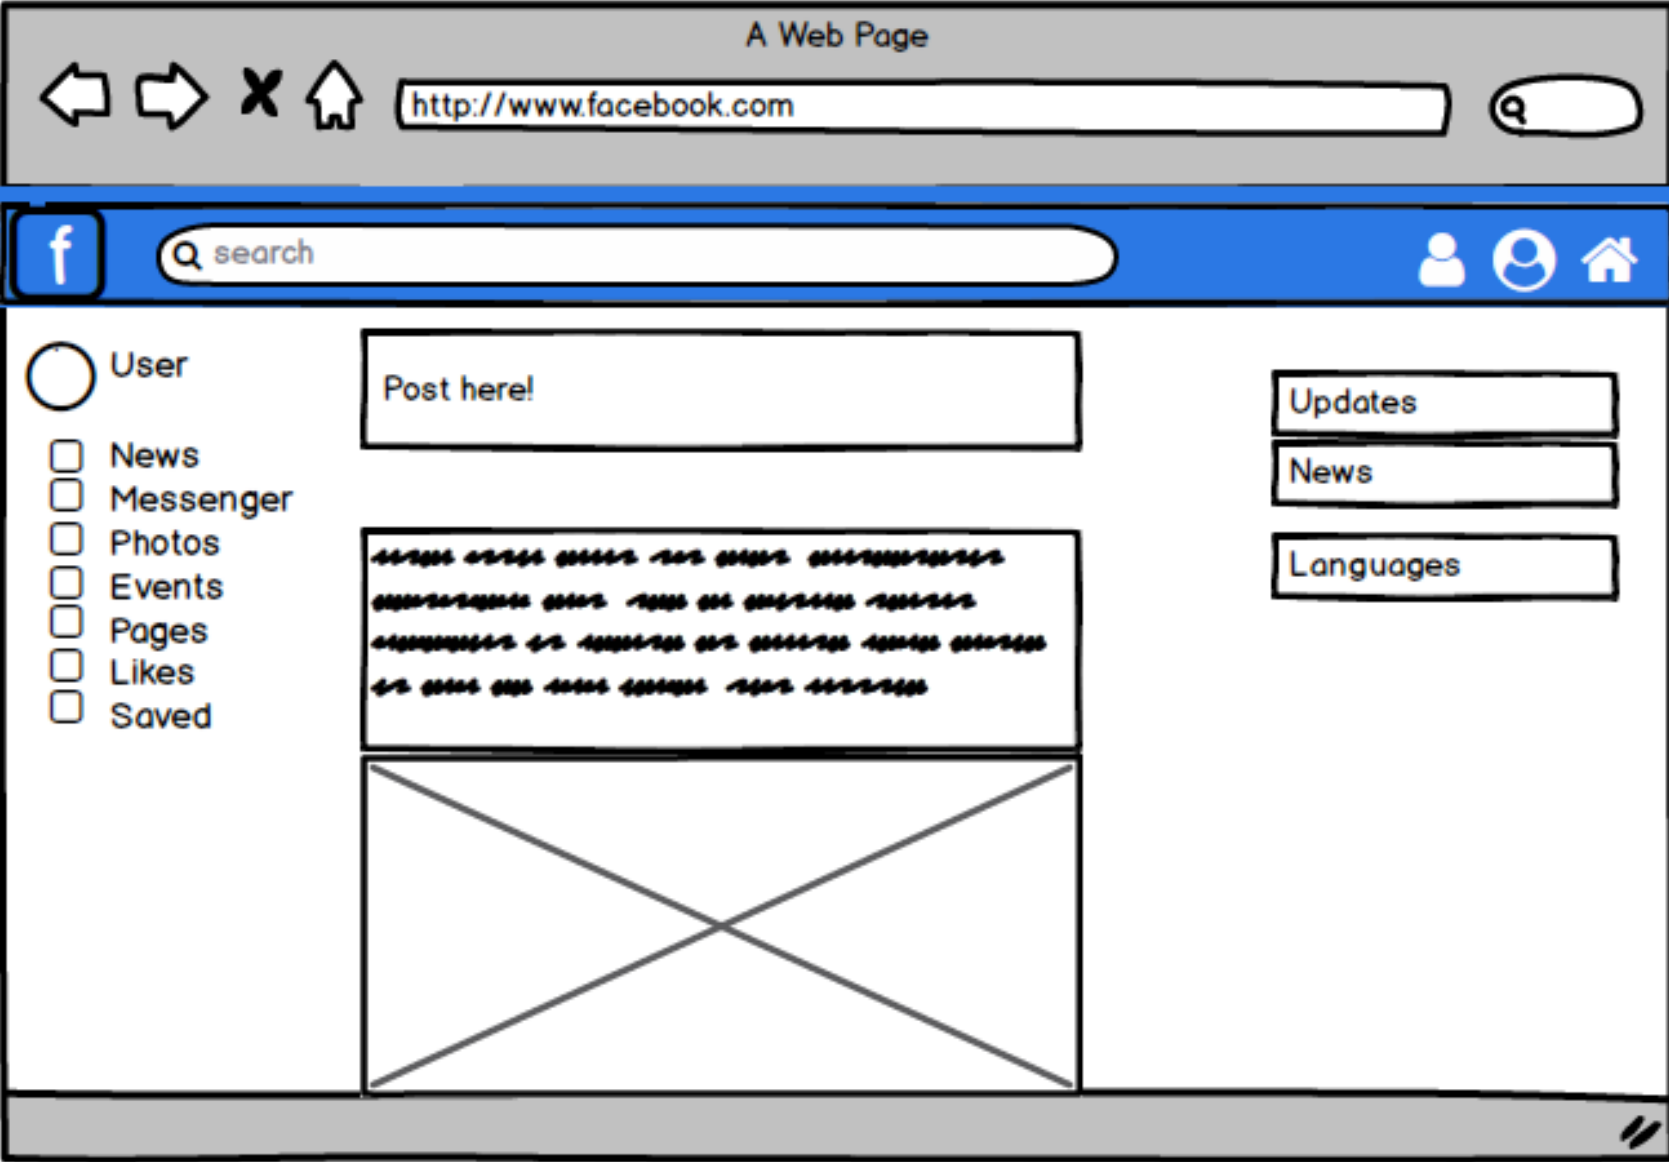 A Web Page
http://www.facebook.com
f
search
User
News
Messenger
Photos
Events
Pages
Likes
Saved
Post here!
Updates
News
Languages